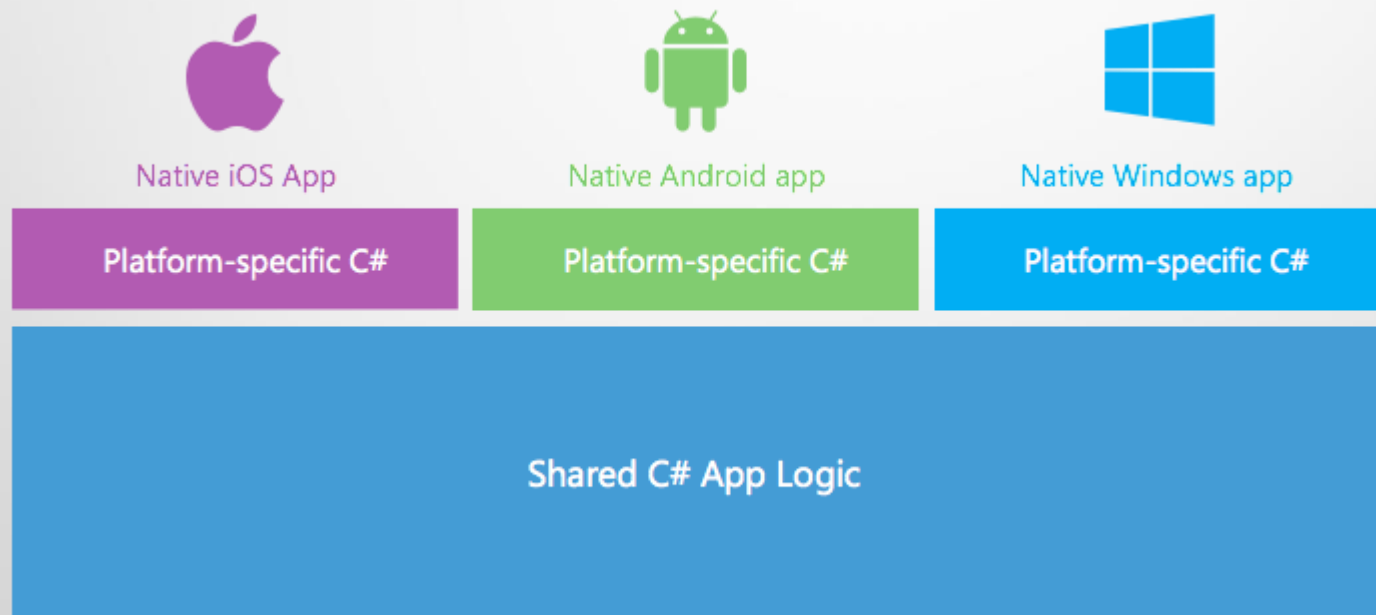 Native iOS App
Native Android app
Native Windows app
Platform-specific C#
Platform-specific C#
Platform-specific C#
Shared C# App Logic